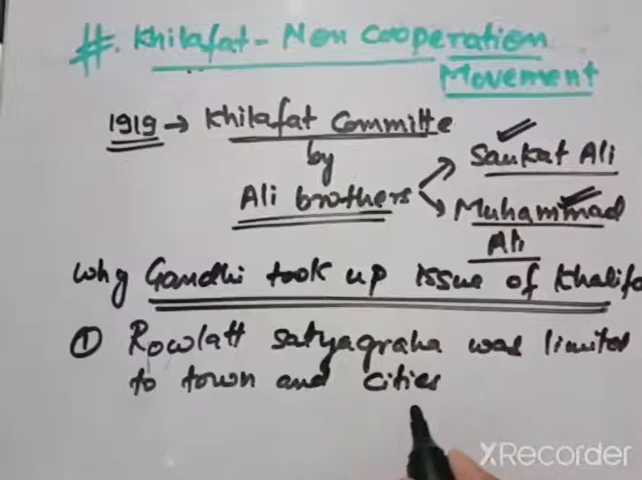 #. Khilafat - Non Cooperation
Movement
1919 → Khilafat Committe
by
Ali brothers
Saukat Ali
Muhammad
Ali
Why Gandhi took up issue of Khalifa
① Rowlatt satyagraha was limited
to town and cities
XRecorder